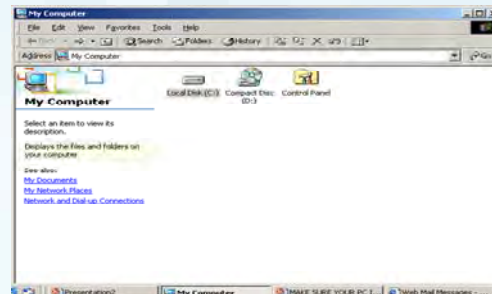 My Computer
File Edit View Favorites Tools Help
Search Folders History
Address My Computer Go
Local Disk (C:) Compact Disc (D:) Control Panel
My Computer
Select an item to view its
description.
Displays the files and folders on
your computer
See also:
My Documents
My Network Places
Network and Dial-up Connections
Presentation2 My Computer MAKE SURE YOUR PC I... Web Mail Messages -